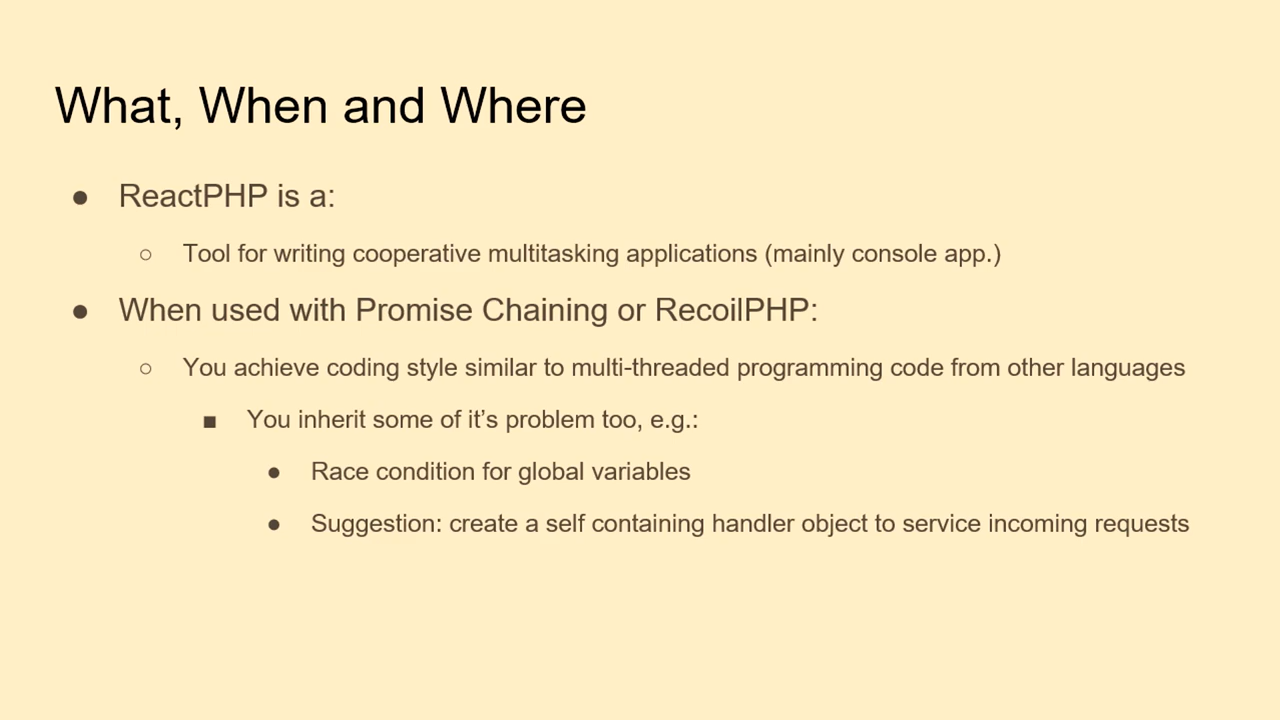 What, When and Where
● ReactPHP is a:
○ Tool for writing cooperative multitasking applications (mainly console app.)
● When used with Promise Chaining or RecoilPHP:
○ You achieve coding style similar to multi-threaded programming code from other languages
■ You inherit some of it’s problem too, e.g.:
● Race condition for global variables
● Suggestion: create a self containing handler object to service incoming requests